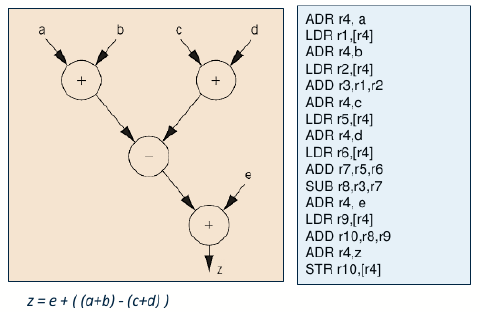 a b c d
+ +
−
e
+
z
z = e + ( (a+b) - (c+d) )
ADR r4, a
LDR r1,[r4]
ADR r4,b
LDR r2,[r4]
ADD r3,r1,r2
ADR r4,c
LDR r5,[r4]
ADR r4,d
LDR r6,[r4]
ADD r7,r5,r6
SUB r8,r3,r7
ADR r4, e
LDR r9,[r4]
ADD r10,r8,r9
ADR r4,z
STR r10,[r4]